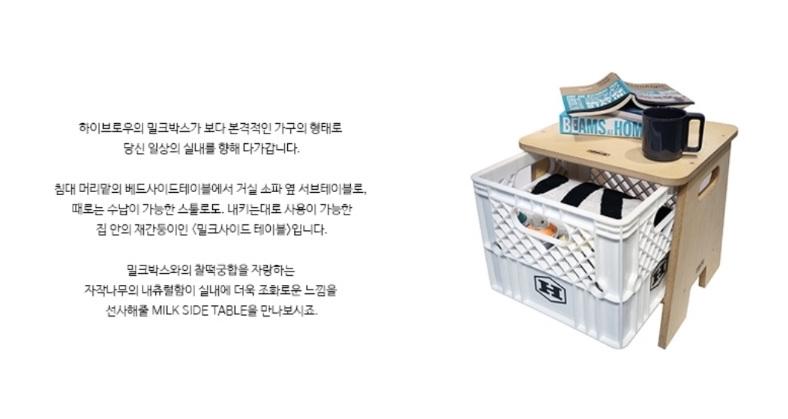 하이브로우의 밀크박스가 보다 본격적인 가구의 형태로
당신 일상의 실내를 향해 다가갑니다.
침대 머리맡의 베드사이드테이블에서 거실 소파 옆 서브테이블로,
때로는 수납이 가능한 스툴로도. 내키는대로 사용이 가능한
집 안의 재간둥이인 <밀크사이드 테이블>입니다.
밀크박스와의 찰떡궁합을 자랑하는
자작나무의 내츄럴함이 실내에 더욱 조화로운 느낌을
선사해줄 MILK SIDE TABLE을 만나보시죠.
BEAMS AT HOME
H